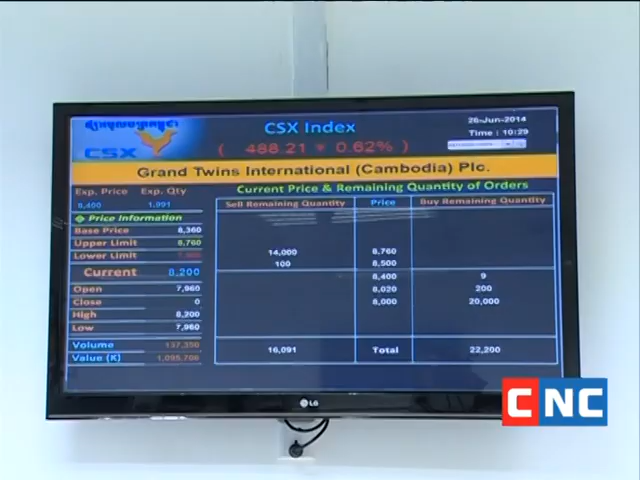 CSX
CSX Index
( 488.21 ▼ 0.62% )
26-Jun-2014
Time : 10:29
Grand Twins International (Cambodia) Plc.
Exp. Price Exp. Qty
8,400 1,991
Price Information
Base Price 8,360
Upper Limit 8,760
Lower Limit
Current 8,200
Open 7,960
Close 0
High 8,200
Low 7,960
Volume 137,350
Value (K) 1,095,706
Current Price & Remaining Quantity of Orders
Sell Remaining Quantity Price Buy Remaining Quantity
14,000 8,760
100 8,500
8,400 9
8,020 200
8,000 20,000
16,091 Total 22,200
LG
CNC